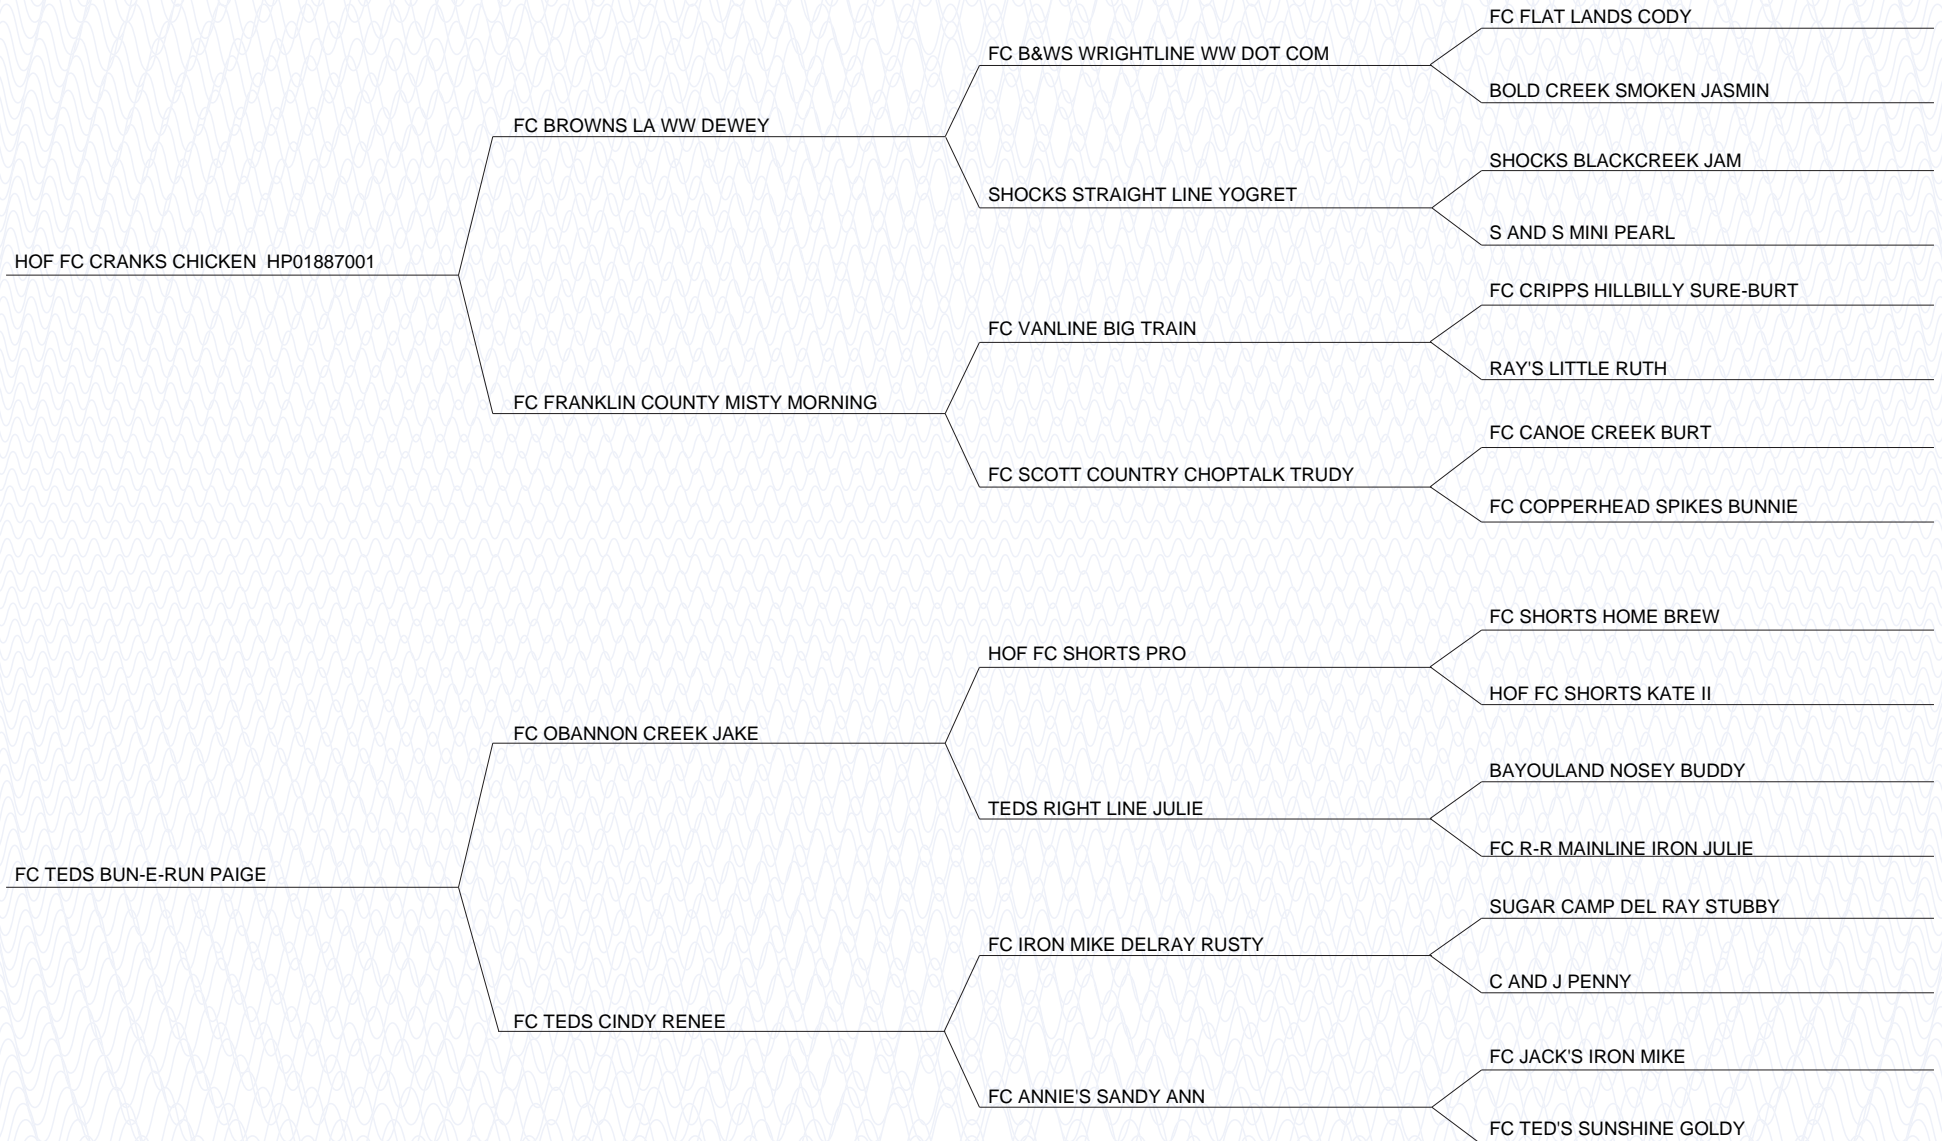 FC FLAT LANDS CODY
FC B&WS WRIGHTLINE WW DOT COM
BOLD CREEK SMOKEN JASMIN
FC BROWNS LA WW DEWEY
SHOCKS BLACKCREEK JAM
SHOCKS STRAIGHT LINE YOGRET
S AND S MINI PEARL
HOF FC CRANKS CHICKEN HP01887001
FC CRIPPS HILLBILLY SURE-BURT
FC VANLINE BIG TRAIN
RAY'S LITTLE RUTH
FC FRANKLIN COUNTY MISTY MORNING
FC CANOE CREEK BURT
FC SCOTT COUNTRY CHOPTALK TRUDY
FC COPPERHEAD SPIKES BUNNIE
FC SHORTS HOME BREW
HOF FC SHORTS PRO
HOF FC SHORTS KATE II
FC OBANNON CREEK JAKE
BAYOULAND NOSEY BUDDY
TEDS RIGHT LINE JULIE
FC R-R MAINLINE IRON JULIE
FC TEDS BUN-E-RUN PAIGE
SUGAR CAMP DEL RAY STUBBY
FC IRON MIKE DELRAY RUSTY
C AND J PENNY
FC TEDS CINDY RENEE
FC JACK'S IRON MIKE
FC ANNIE'S SANDY ANN
FC TED'S SUNSHINE GOLDY